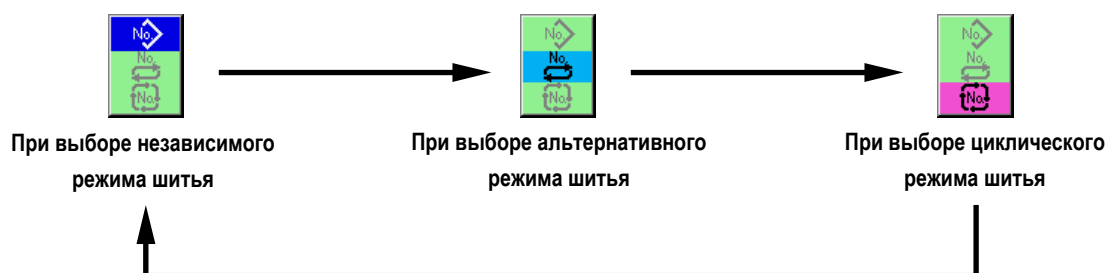 No. No. No.
No. No. No.
No. No. No.
При выборе независимого При выборе альтернативного При выборе циклического
режима шитья режима шитья режима шитья